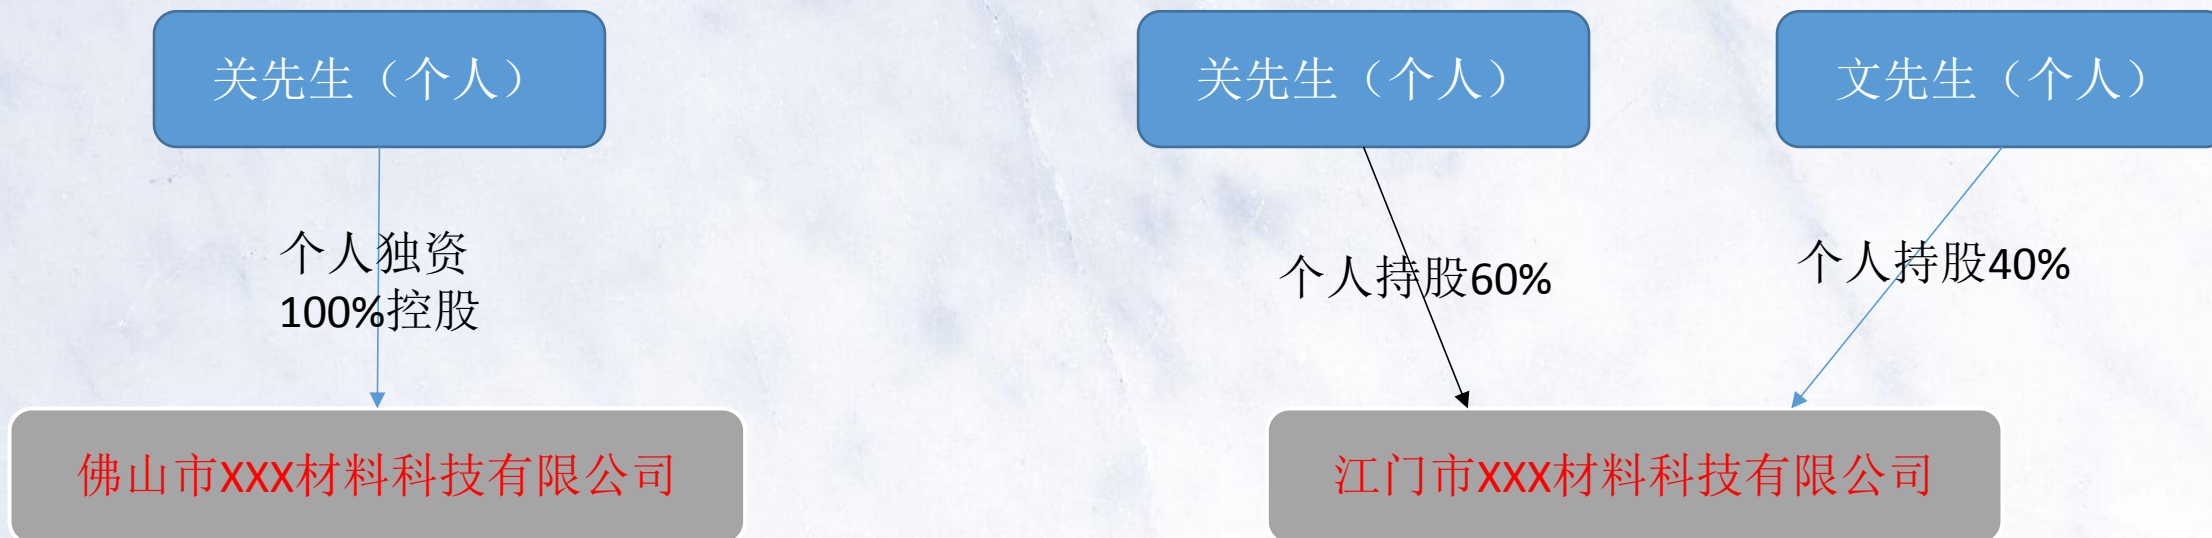 关先生（个人）
关先生（个人）
文先生（个人）
个人独资
100%控股
个人持股60%
个人持股40%
佛山市XXX材料科技有限公司
江门市XXX材料科技有限公司